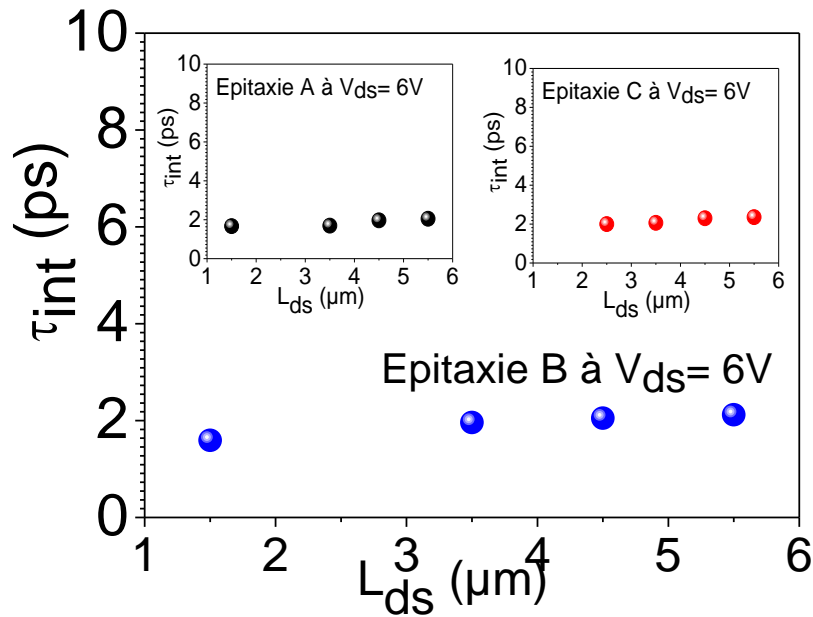 10
8
6
4
2
0
τint (ps)
1 2 3 4 5 6
Lds (µm)
Epitaxie B à Vds= 6V
Epitaxie A à Vds= 6V
10
8
6
4
2
0
τint (ps)
1 2 3 4 5 6
Lds (µm)
Epitaxie C à Vds= 6V
10
8
6
4
2
0
τint (ps)
1 2 3 4 5 6
Lds (µm)